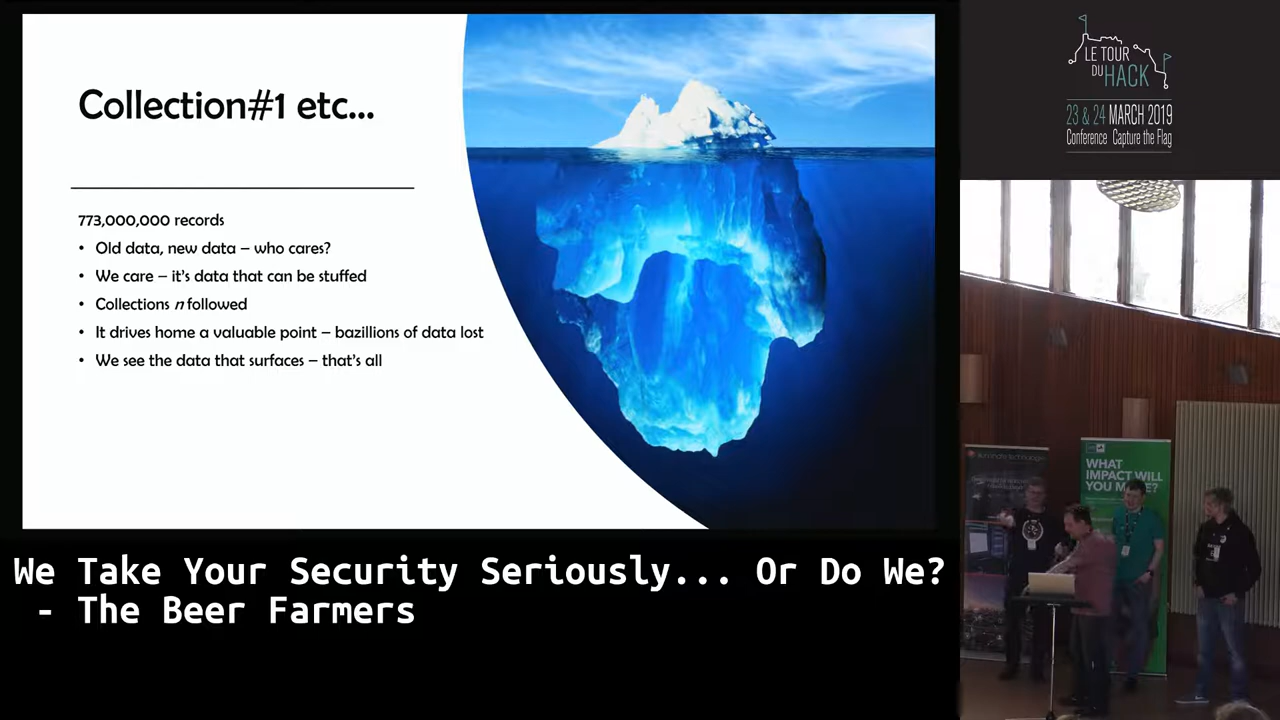 Collection#1 etc...
773,000,000 records
• Old data, new data – who cares?
• We care – it's data that can be stuffed
• Collections n followed
• It drives home a valuable point – bazillions of data lost
• We see the data that surfaces – that's all
We Take Your Security Seriously... Or Do We?
- The Beer Farmers
LE TOUR
DU HACK
23 & 24 MARCH 2019
Conference Capture the Flag
WHAT
IMPACT WILL
YOU MAKE?